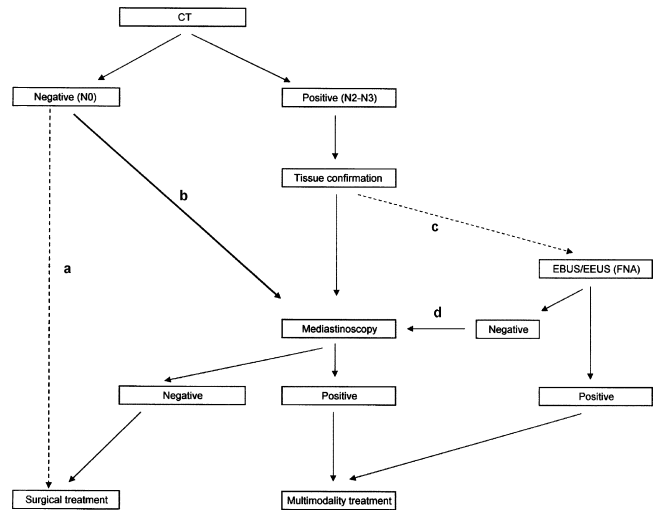 CT
Negative (N0)
Positive (N2-N3)
Tissue confirmation
b
c
a
EBUS/EEUS (FNA)
d
Mediastinoscopy
Negative
Negative
Positive
Positive
Surgical treatment
Multimodality treatment